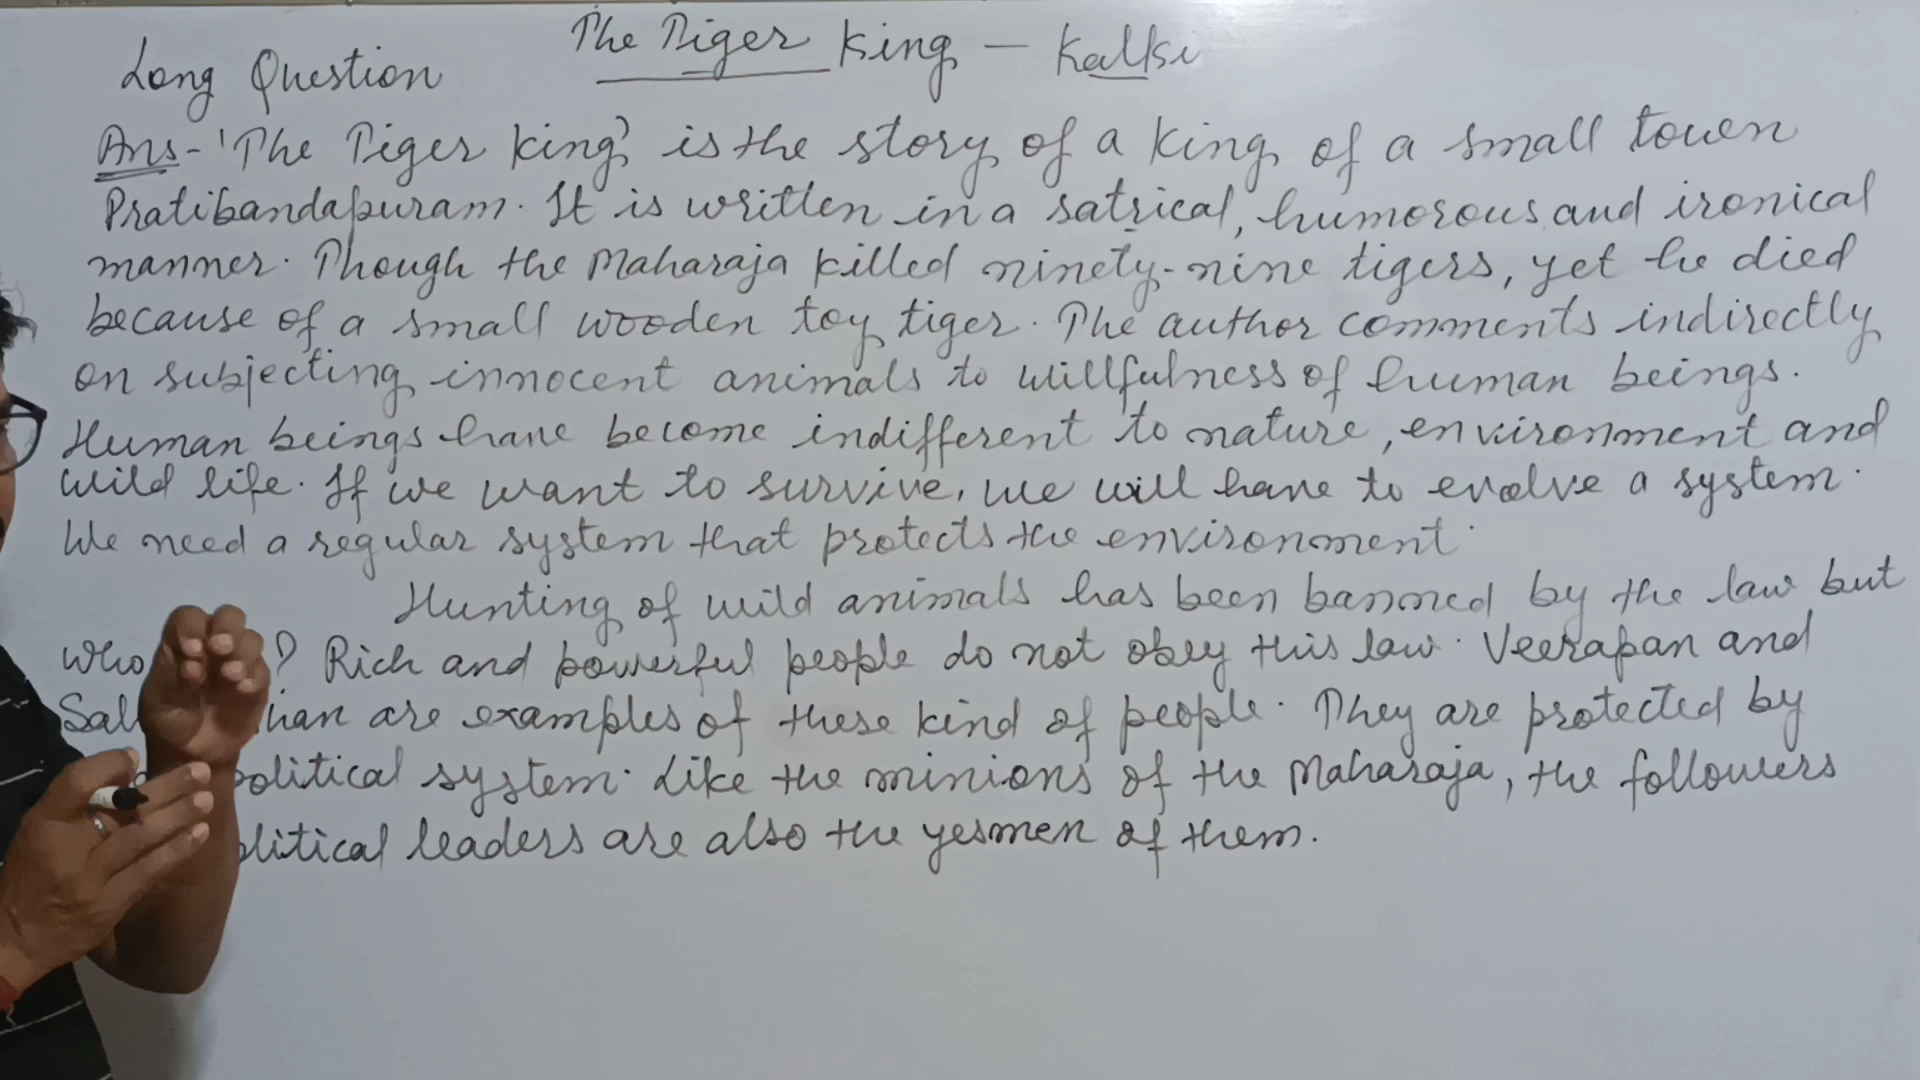 The Tiger King - Kalki
Long Question
Ans - 'The Tiger King' is the story of a king of a small town
Pratibandapuram. It is written in a satrical, humorous and ironical
manner. Though the Maharaja killed ninety-nine tigers, yet he died
because of a small wooden toy tiger. The author comments indirectly
on subjecting innocent animals to willfulness of human beings.
Human beings have become indifferent to nature, environment and
wild life. If we want to survive, we will have to evolve a system.
We need a regular system that protects the environment.
Hunting of wild animals has been banned by the law but
who ? Rich and powerful people do not obey this law. Veerapan and
are examples of these kind of people. They are protected by
political system. Like the minions of the Maharaja, the followers
political leaders are also the yesmen of them.